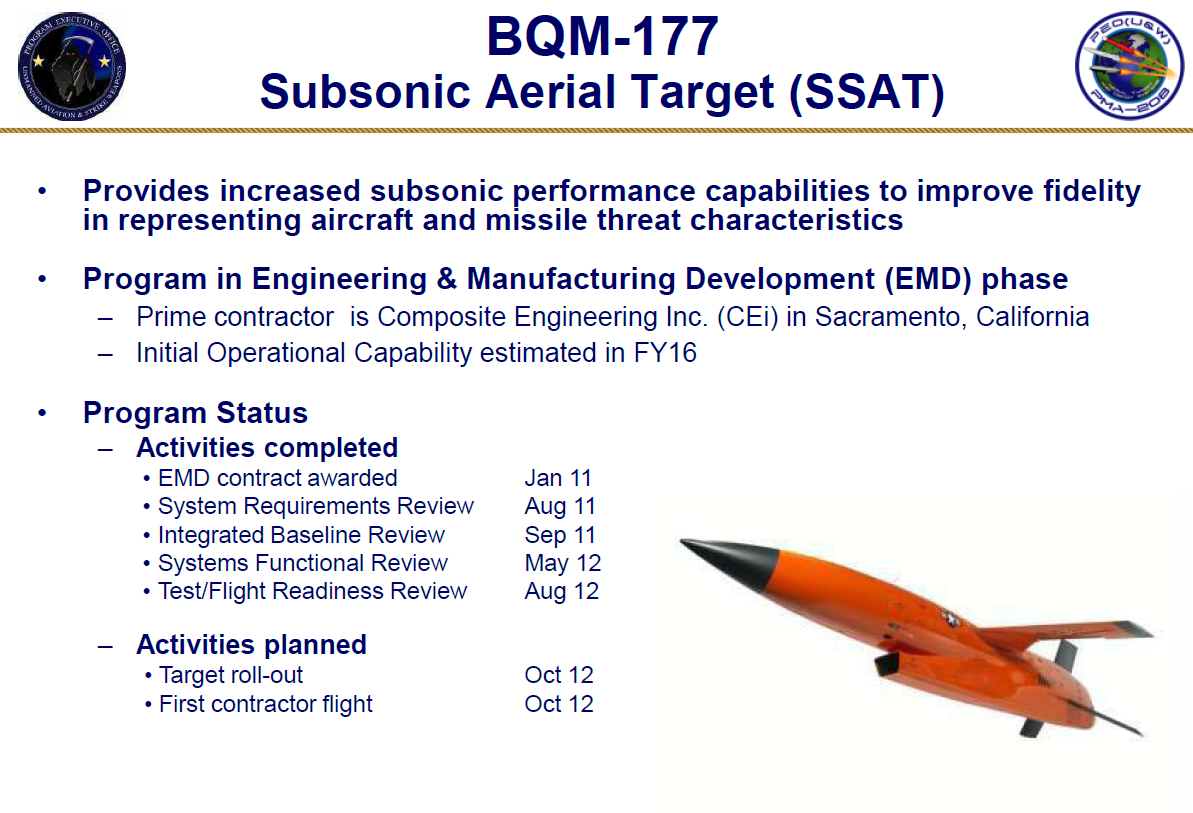 PROGRAM EXECUTIVE OFFICE
UNMANNED AVIATION & STRIKE WEAPONS
BQM-177
Subsonic Aerial Target (SSAT)
PEO(U&W)
PMA-208
• Provides increased subsonic performance capabilities to improve fidelity
in representing aircraft and missile threat characteristics
• Program in Engineering & Manufacturing Development (EMD) phase
– Prime contractor  is Composite Engineering Inc. (CEi) in Sacramento, California
– Initial Operational Capability estimated in FY16
• Program Status
– Activities completed
• EMD contract awarded Jan 11
• System Requirements Review Aug 11
• Integrated Baseline Review Sep 11
• Systems Functional Review May 12
• Test/Flight Readiness Review Aug 12
– Activities planned
• Target roll-out Oct 12
• First contractor flight Oct 12